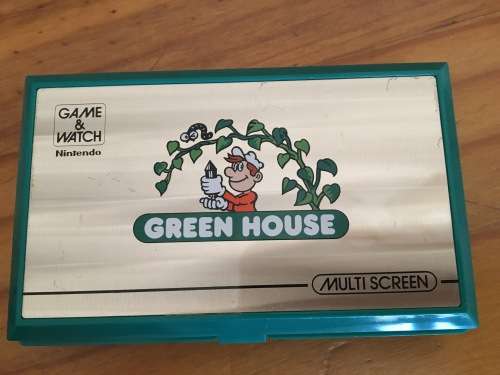 GAME
&
WATCH
Nintendo
GREEN HOUSE
MULTI SCREEN